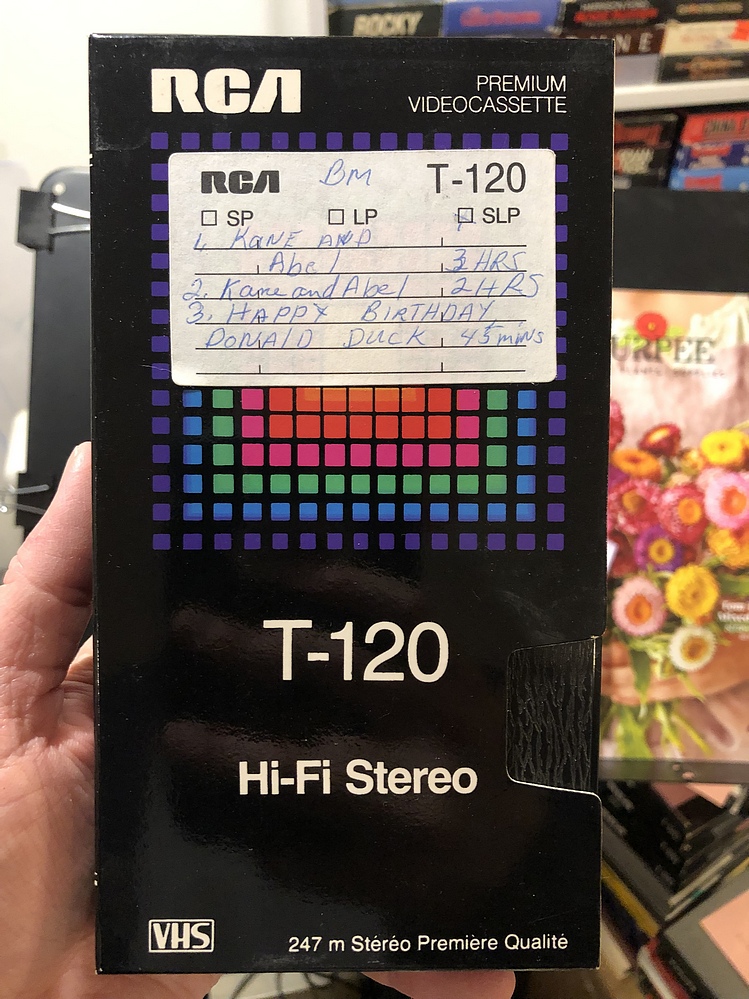 ROCKY
RCA
PREMIUM
VIDEOCASSETTE
RCA BM T-120
SP LP SLP
1. KANE AND
Abel 3 HRS
2. Kane and Abel 2 HRS
3. HAPPY BIRTHDAY
DONALD DUCK 45 mins
URPEE
T-120
Hi-Fi Stereo
VHS
247 m Stéréo Première Qualité